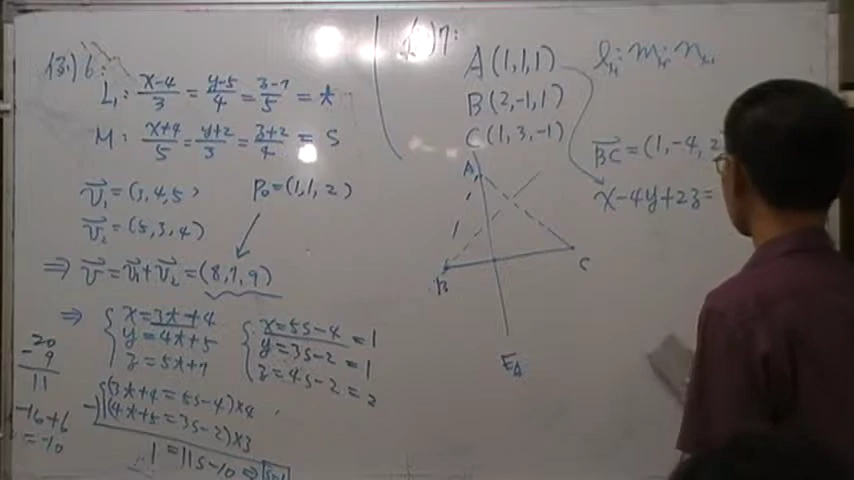 (3,) 6:
L₁: (x-4)/3 = (y-5)/4 = (z-7)/5 = t
M: (x+4)/5 = (y+2)/3 = (z+2)/4 = s
v₁ = (3,4,5)
P₀ = (1,1,2)
v₂ = (5,3,4)
⇒ v = v₁+v₂ = (8,7,9)
⇒ { x=3t+4
y=4t+5
z=5t+7
{ x=5s-4 = 1
y=3s-2 = 1
z=4s-2 = 2
20
-9
11
-16+6
=-10
(3t+4 = 5s-4)×4
-) (4t+5 = 3s-2)×3
1 = 11s-10 ⇒ s=1
7:
A(1,1,1)
B(2,-1,1)
C(1,3,-1)
A
B
C
E_A
BC = (1,-4,2
x-4y+2z=